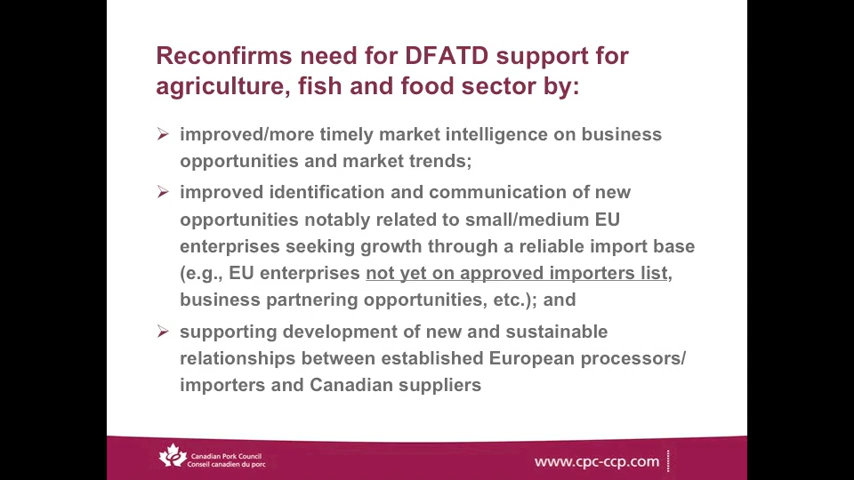 Reconfirms need for DFATD support for
agriculture, fish and food sector by:
improved/more timely market intelligence on business
opportunities and market trends;
improved identification and communication of new
opportunities notably related to small/medium EU
enterprises seeking growth through a reliable import base
(e.g., EU enterprises not yet on approved importers list,
business partnering opportunities, etc.); and
supporting development of new and sustainable
relationships between established European processors/
importers and Canadian suppliers
Canadian Pork Council
Conseil canadien du porc
www.cpc-ccp.com